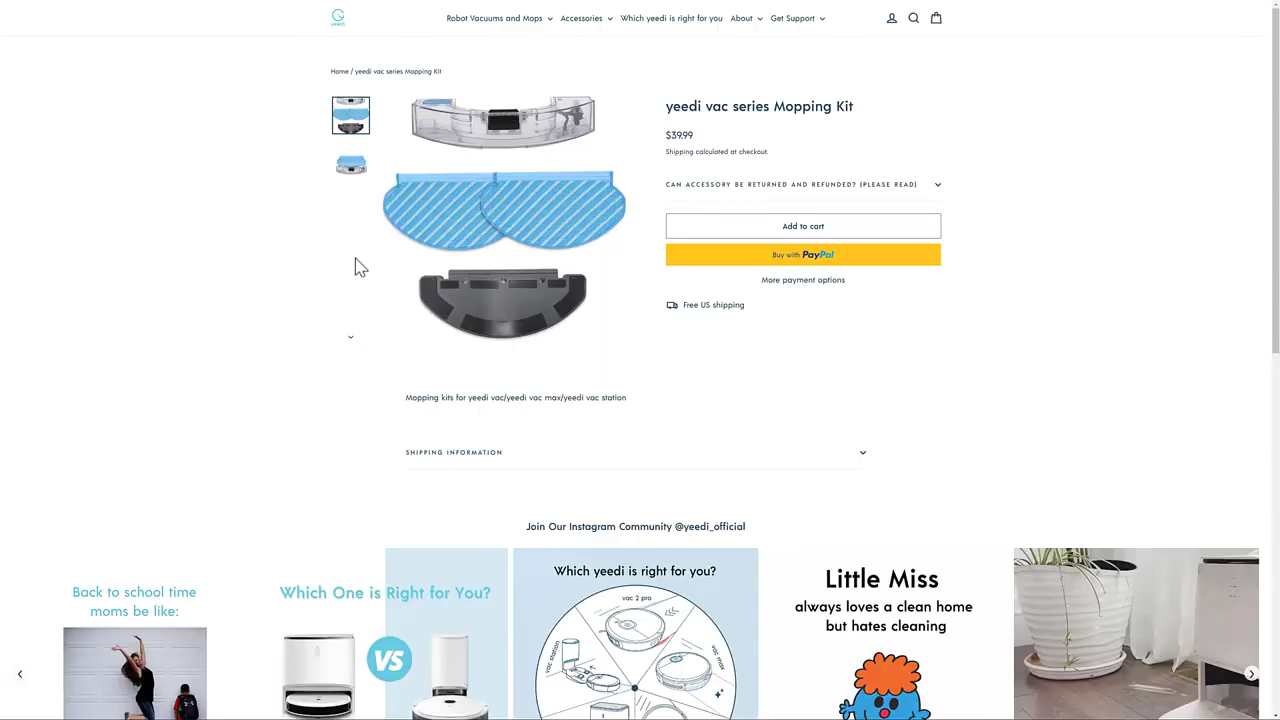 yeedi
Robot Vacuums and Mops
Accessories
Which yeedi is right for you
About
Get Support
Home / yeedi vac series Mopping Kit
yeedi vac series Mopping Kit
$39.99
Shipping calculated at checkout.
CAN ACCESSORY BE RETURNED AND REFUNDED? (PLEASE READ)
Add to cart
Buy with PayPal
More payment options
Free US shipping
Mopping kits for yeedi vac/yeedi vac max/yeedi vac station
SHIPPING INFORMATION
Join Our Instagram Community @yeedi_official
Back to school time
moms be like:
Which One is Right for You?
VS
Which yeedi is right for you?
vac 2 pro
vac station
vac max
Little Miss
always loves a clean home
but hates cleaning